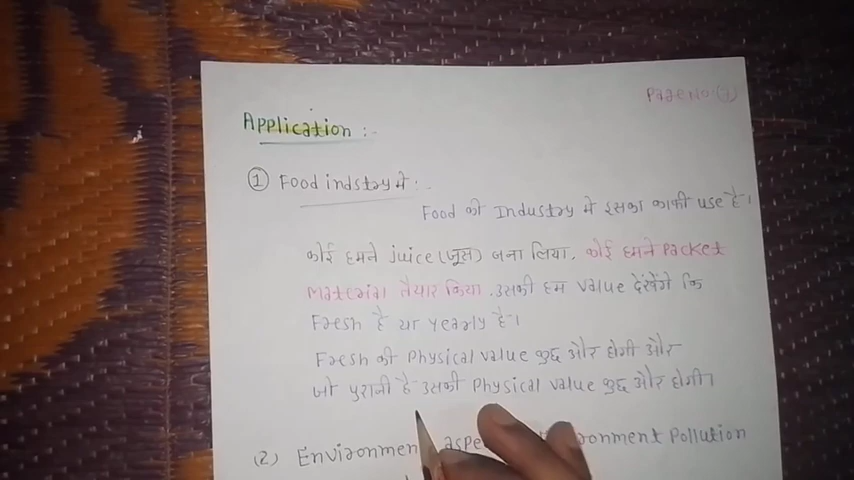 Page No (1)
Application :-
(1) Food indstry मे :-
Food की Industry मे इसका काफी use है।
कोई हमने juice (जूस) बना लिया, कोई हमने Packet
Material तैयार किया. उसकी हम value देखेंगे कि
Fresh है या yearly है।
Fresh की Physical value कुछ और होगी और
जो पुरानी है उसकी Physical value कुछ और होगी।
(2) Environmen aspe onment Pollution